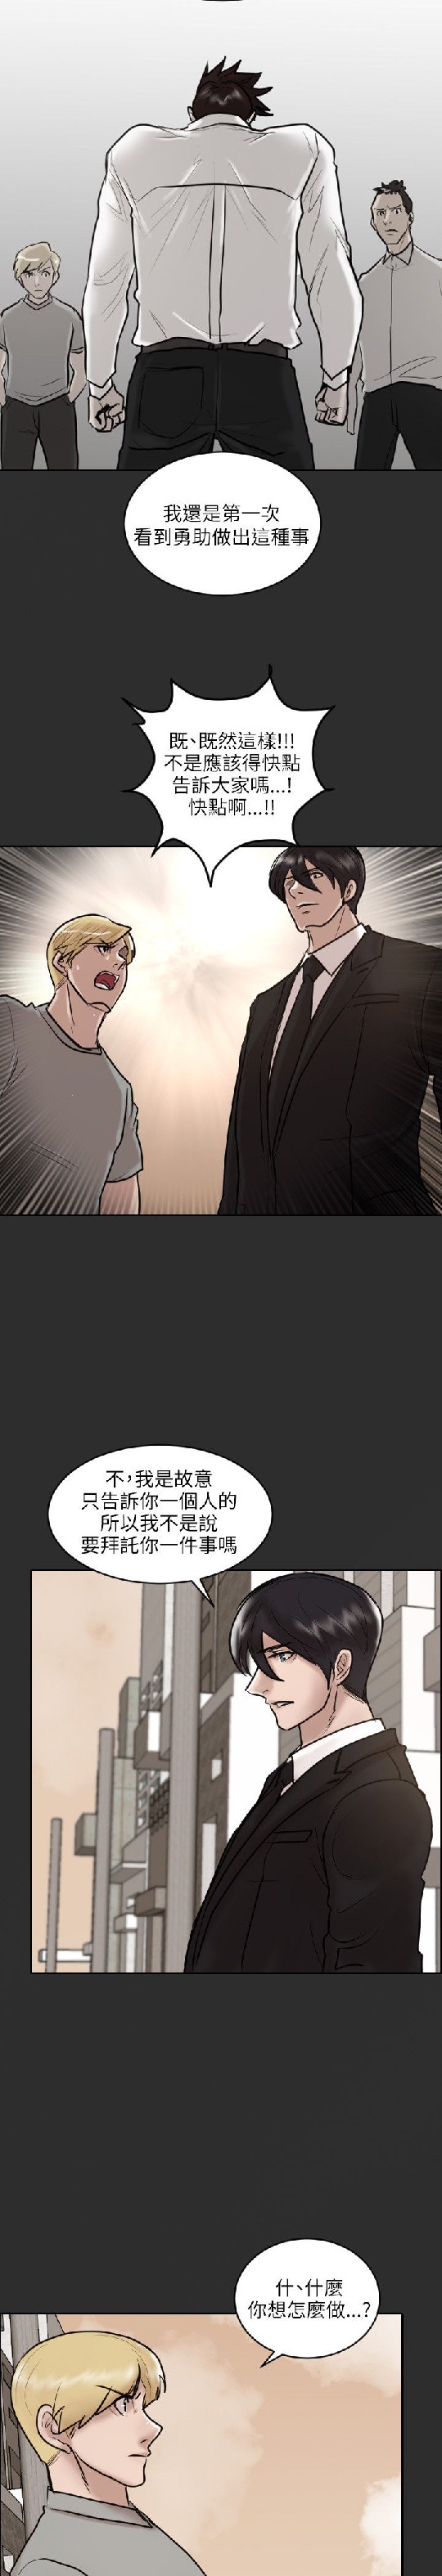 我還是第一次
看到勇助做出這種事
既、既然這樣!!!
不是應該得快點
告訴大家嗎...!
快點啊...!!
不,我是故意
只告訴你一個人的
所以我不是說
要拜託你一件事嗎
什、什麼
你想怎麼做...?